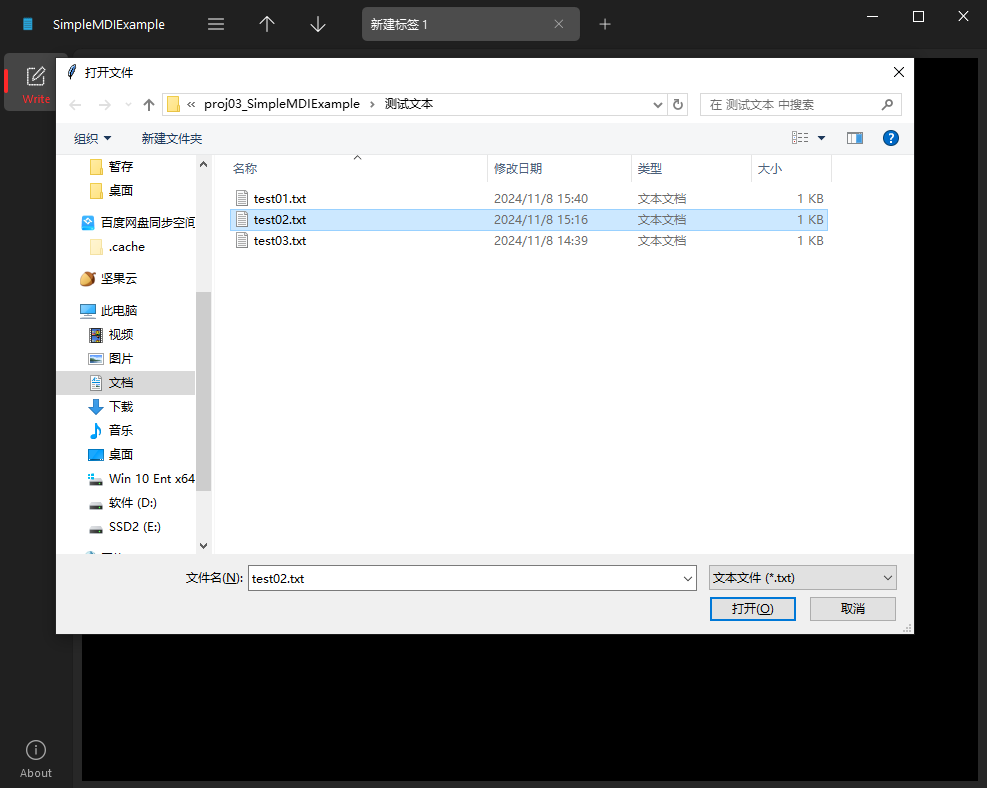 SimpleMDIExample
新建标签 1
Write
打开文件
« proj03_SimpleMDIExample › 测试文本
在 测试文本 中搜索
组织 新建文件夹
暂存
桌面
百度网盘同步空间
.cache
坚果云
此电脑
视频
图片
文档
下载
音乐
桌面
Win 10 Ent x64
软件 (D:)
SSD2 (E:)
名称 修改日期 类型 大小
test01.txt 2024/11/8 15:40 文本文档 1 KB
test02.txt 2024/11/8 15:16 文本文档 1 KB
test03.txt 2024/11/8 14:39 文本文档 1 KB
文件名(N): test02.txt 文本文件 (*.txt)
打开(O) 取消
About